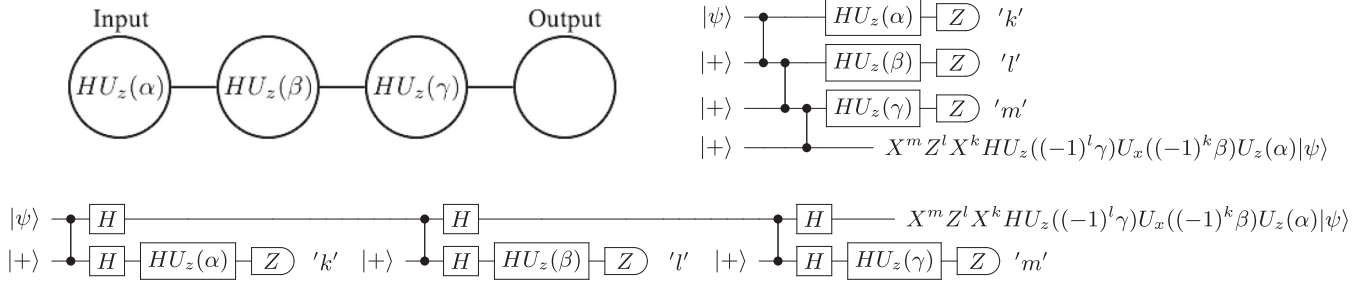 Input Output
HU_z(α) HU_z(β) HU_z(γ)
|ψ⟩ HU_z(α) Z 'k'
|+⟩ HU_z(β) Z 'l'
|+⟩ HU_z(γ) Z 'm'
|+⟩ X^m Z^l X^k HU_z((-1)^l γ)U_x((-1)^k β)U_z(α)|ψ⟩
|ψ⟩ H H H X^m Z^l X^k HU_z((-1)^l γ)U_x((-1)^k β)U_z(α)|ψ⟩
|+⟩ H HU_z(α) Z 'k' |+⟩ H HU_z(β) Z 'l' |+⟩ H HU_z(γ) Z 'm'